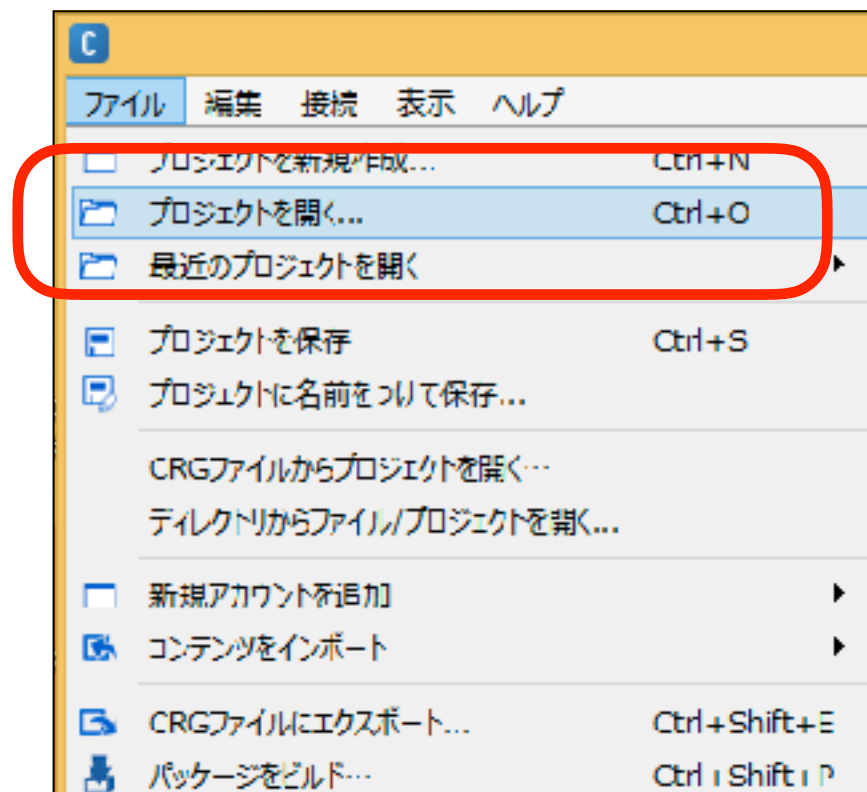 C
ファイル 編集 接続 表示 ヘルプ
プロジェクトを新規作成... Ctrl+N
プロジェクトを開く... Ctrl+O
最近のプロジェクトを開く
プロジェクトを保存 Ctrl+S
プロジェクトに名前をつけて保存...
CRGファイルからプロジェクトを開く…
ディレクトリからファイル/プロジェクトを開く...
新規アカウントを追加
コンテンツをインポート
CRGファイルにエクスポート... Ctrl+Shift+E
パッケージをビルド… Ctrl+Shift+P